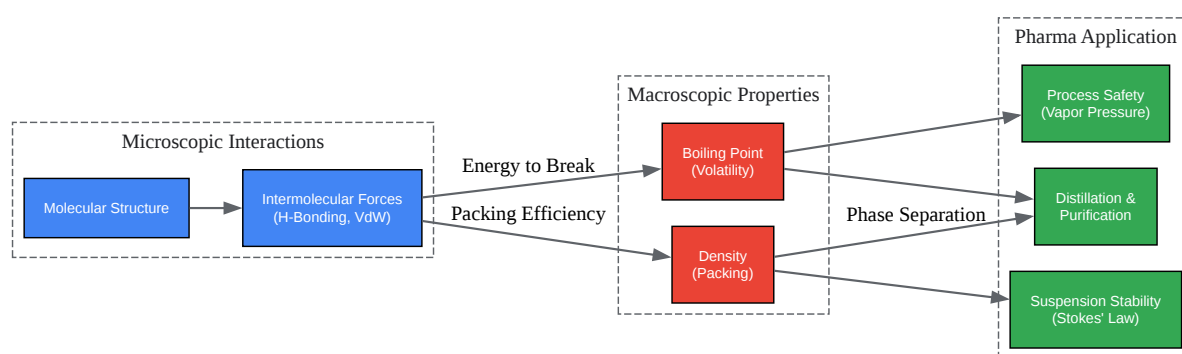 Microscopic Interactions
Molecular Structure
Intermolecular Forces
(H-Bonding, VdW)
Energy to Break
Packing Efficiency
Macroscopic Properties
Boiling Point
(Volatility)
Density
(Packing)
Phase Separation
Pharma Application
Process Safety
(Vapor Pressure)
Distillation &
Purification
Suspension Stability
(Stokes' Law)